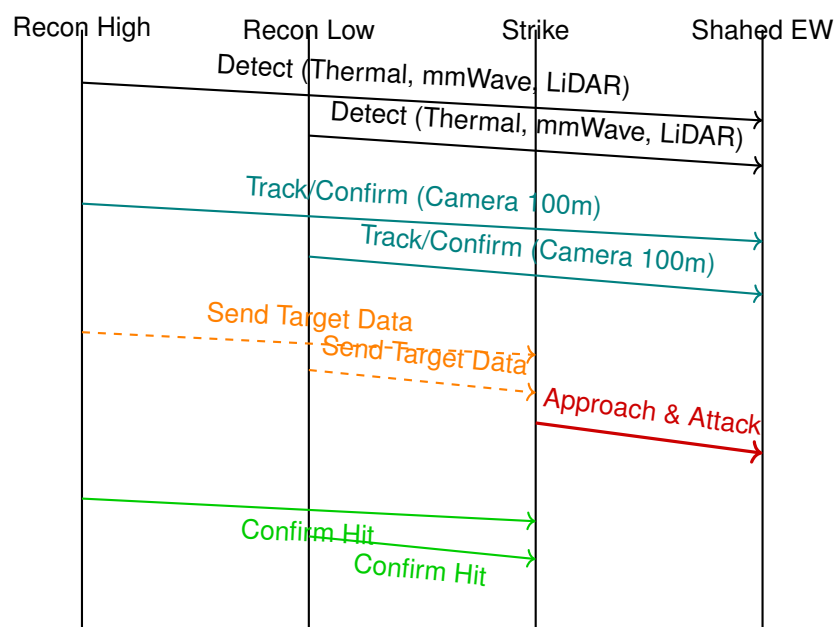 Recon High
Recon Low
Strike
Shahed EW
Detect (Thermal, mmWave, LiDAR)
Detect (Thermal, mmWave, LiDAR)
Track/Confirm (Camera 100m)
Track/Confirm (Camera 100m)
Send Target Data
Send Target Data
Approach & Attack
Confirm Hit
Confirm Hit